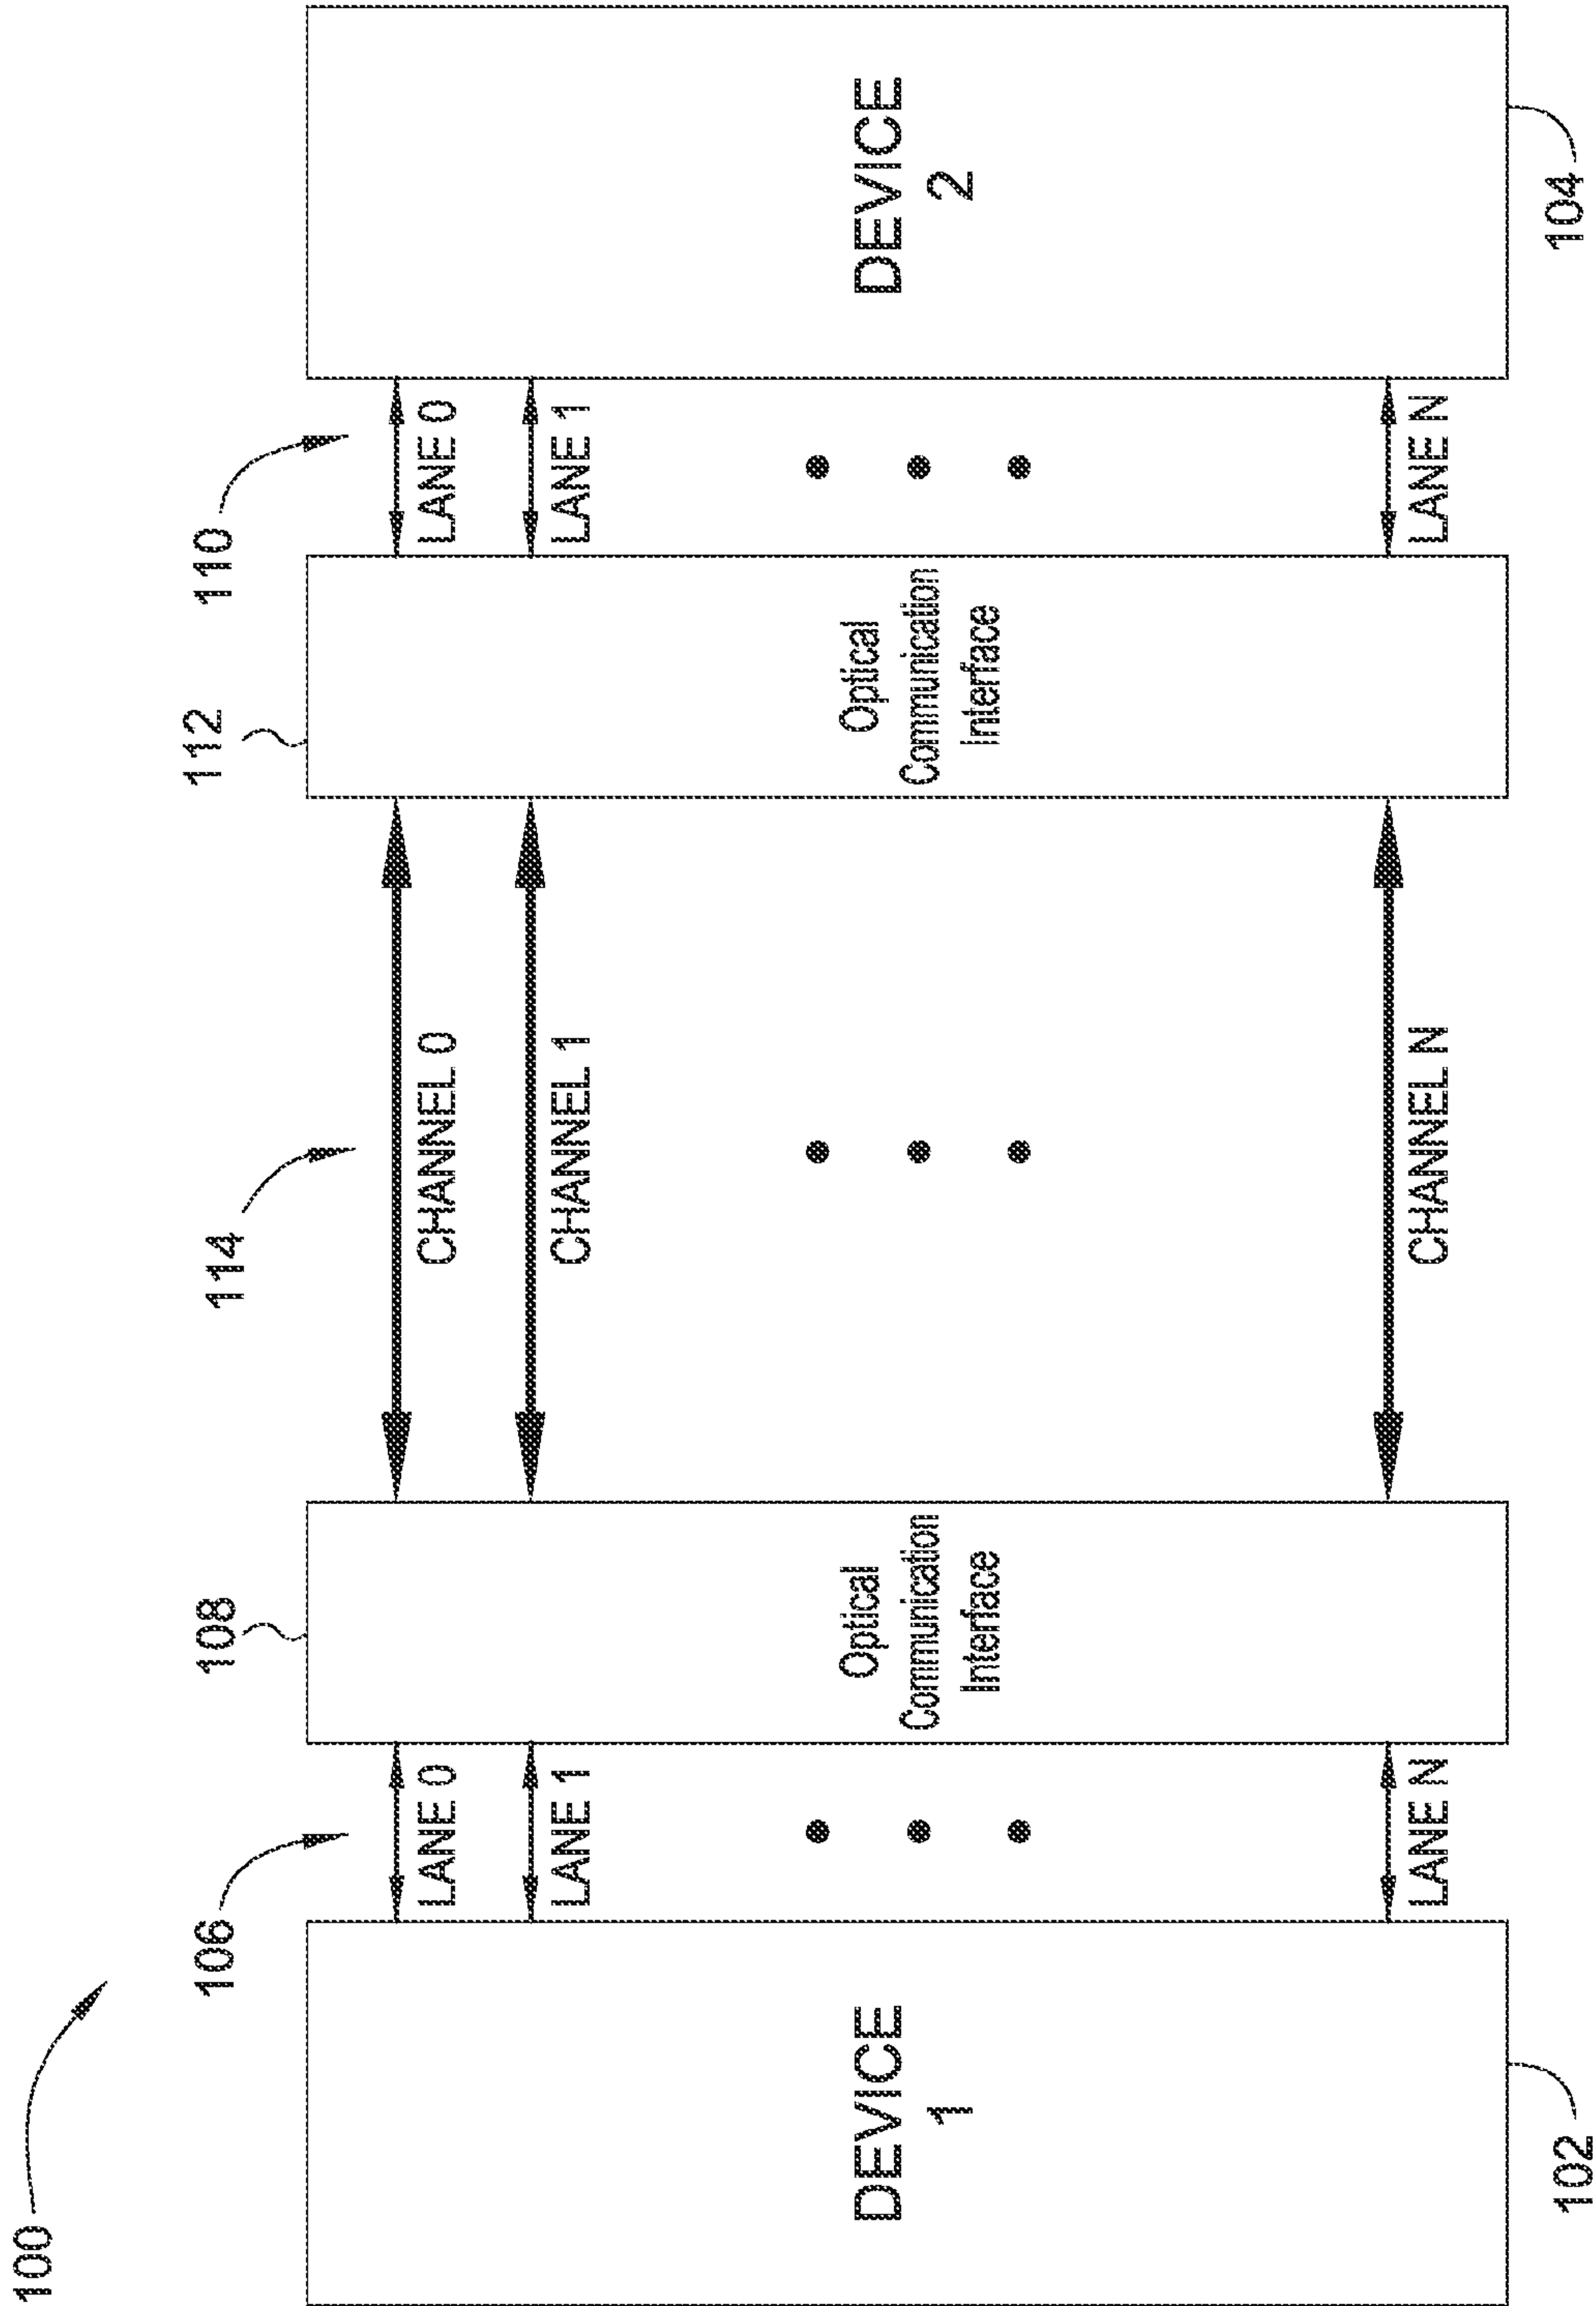 100
106
108
114
112
110
LANE 0
CHANNEL 0
LANE 0
LANE 1
CHANNEL 1
LANE 1
DEVICE
1
Optical
Communication
Interface
Optical
Communication
Interface
DEVICE
2
LANE N
CHANNEL N
LANE N
102
104